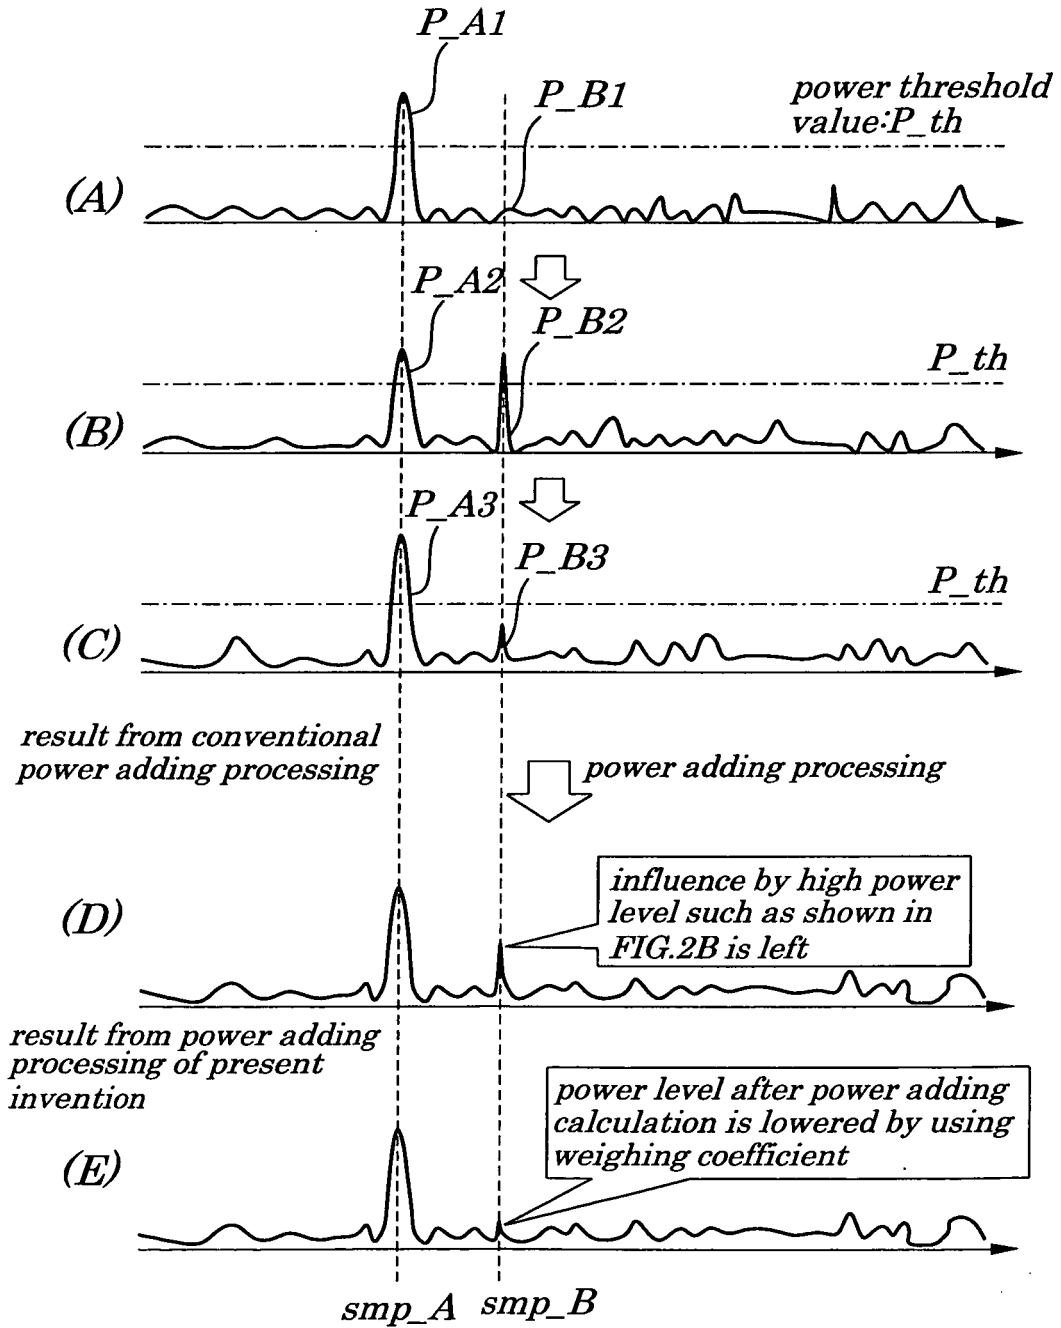 P_A1
P_B1
power threshold
value:P_th
(A)
P_A2
P_B2
P_th
(B)
P_A3
P_B3
P_th
(C)
result from conventional
power adding processing
power adding processing
influence by high power
level such as shown in
FIG.2B is left
(D)
result from power adding
processing of present
invention
power level after power adding
calculation is lowered by using
weighing coefficient
(E)
smp_A
smp_B